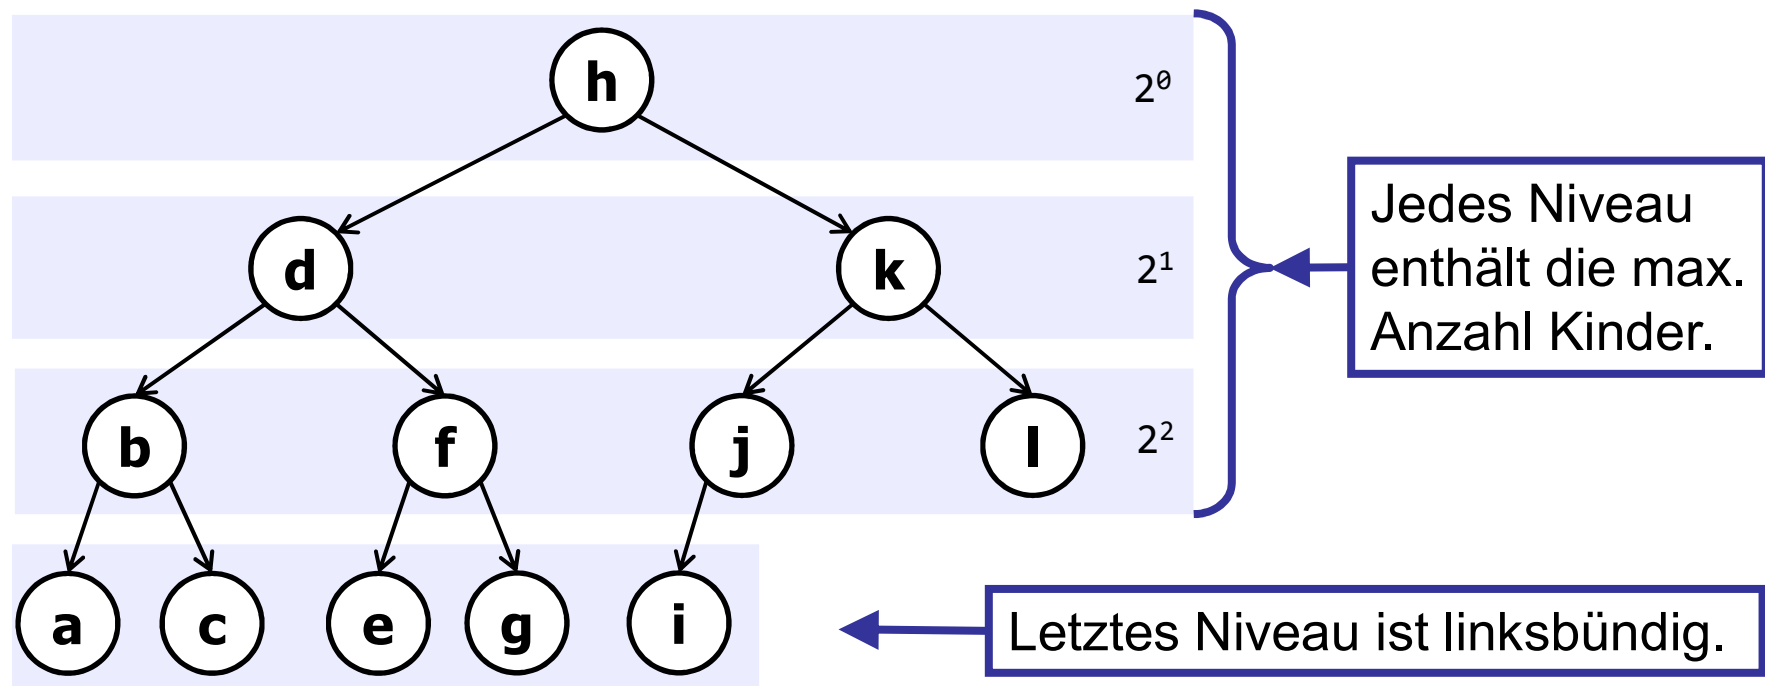 h 2⁰
d k 2¹
b f j l 2²
a c e g i
Jedes Niveau
enthält die max.
Anzahl Kinder.
Letztes Niveau ist linksbündig.